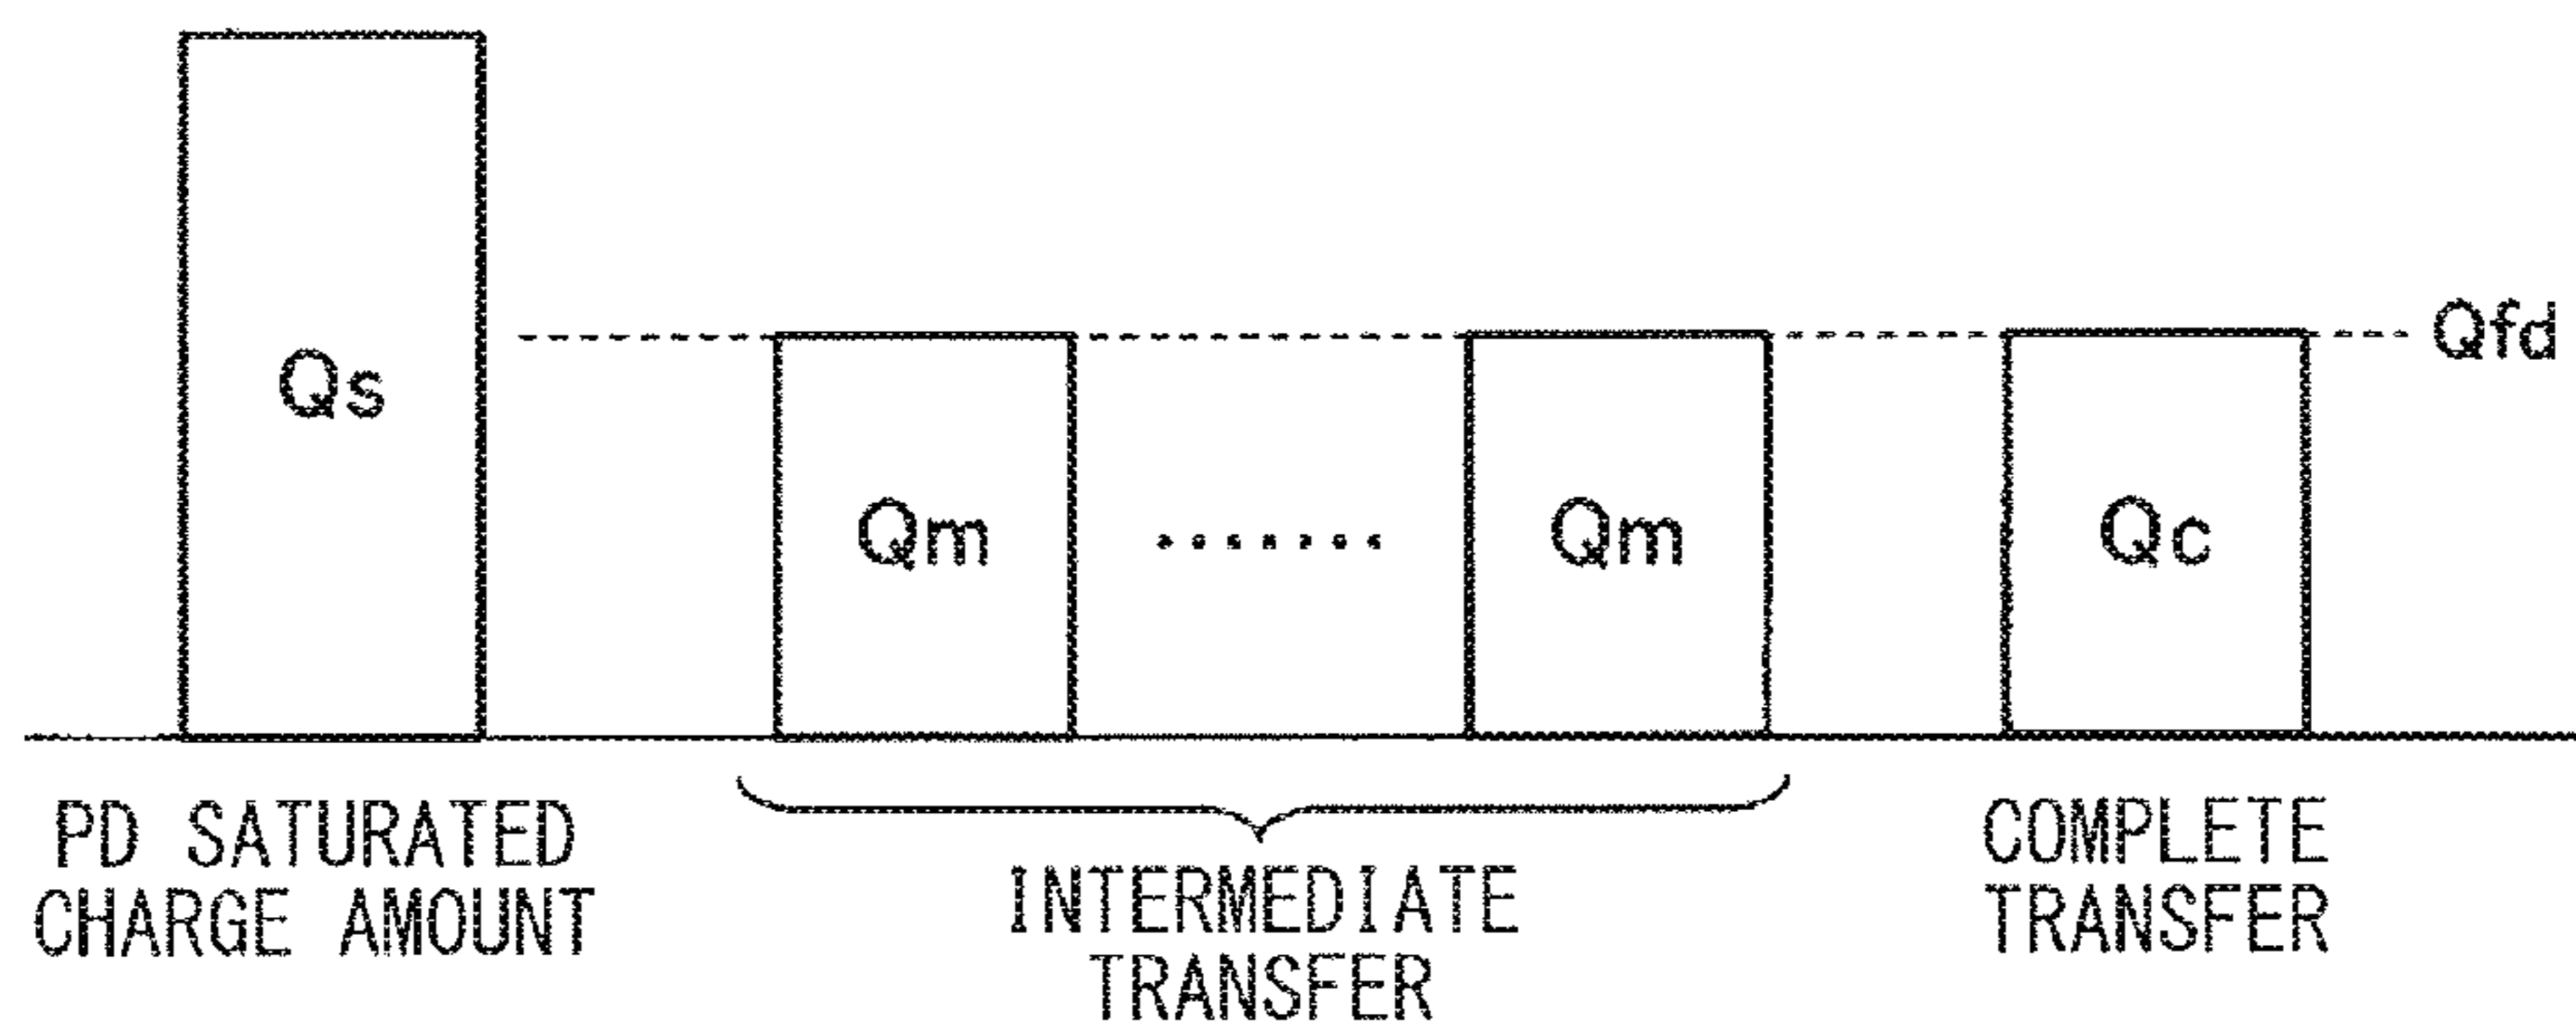 Qs
Qfd
Qm
Qm
Qc
PD SATURATED
CHARGE AMOUNT
INTERMEDIATE
TRANSFER
COMPLETE
TRANSFER